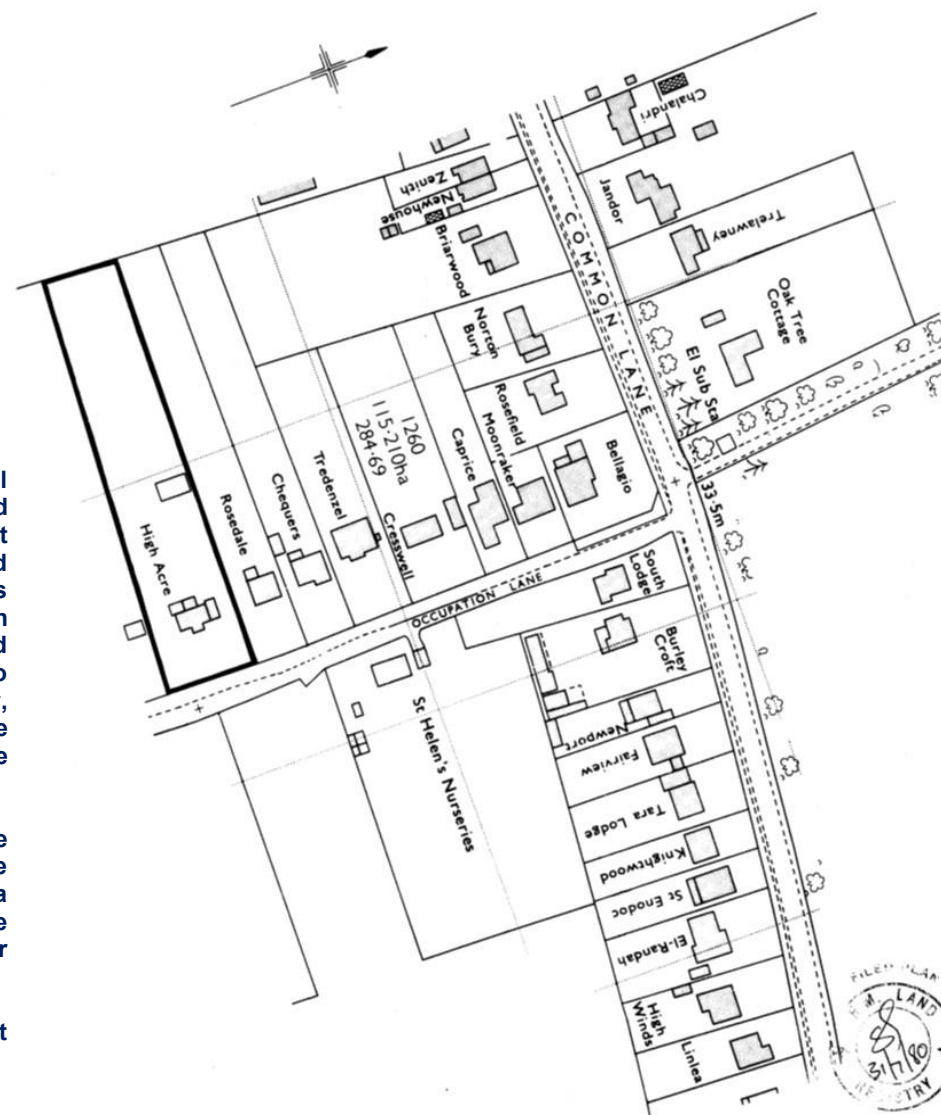 Chalandri
Jandor
Trelawney
Oak Tree
Cottage
El Sub Sta
Zenith
Newhouse
Briarwood
COMMON LANE
Norton
Bury
Rosefield
Moonraker
Bellagio
Caprice
1260
115·210ha
284·69
Cresswell
Tredenzel
Chequers
Rosedale
High Acre
33·5m
OCCUPATION LANE
South
Lodge
Burley
Croft
Newport
Fairview
Tara Lodge
Knightwood
St Enodoc
El-Randah
High
Winds
Linlea
St Helen's Nurseries
FILED PLAN
H.M. LAND
REGISTRY